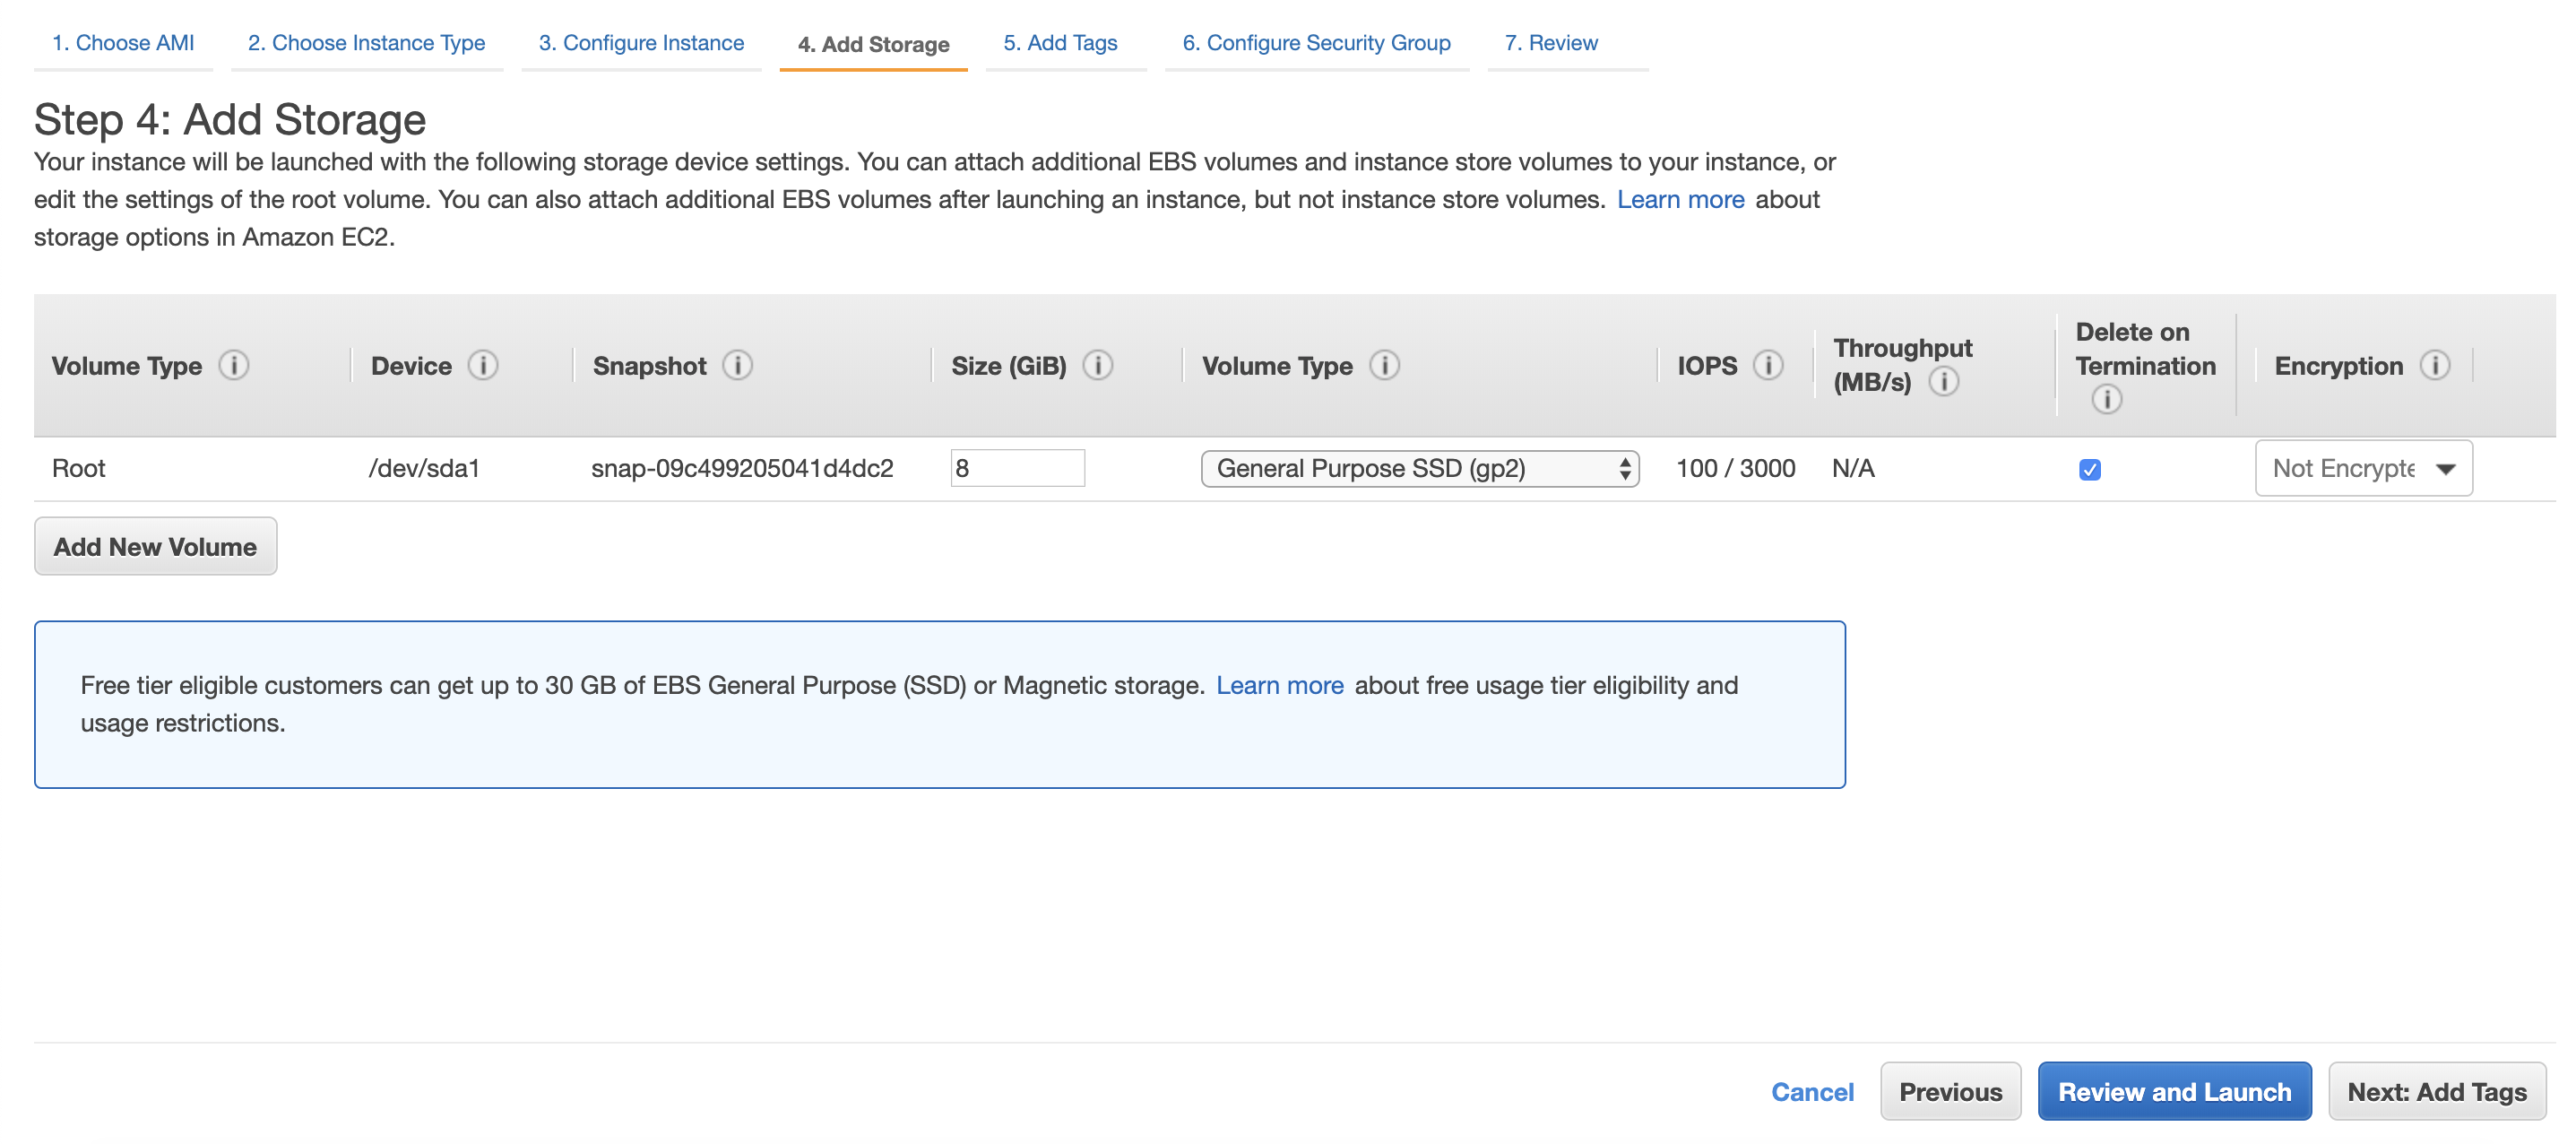 1. Choose AMI 2. Choose Instance Type 3. Configure Instance 4. Add Storage 5. Add Tags 6. Configure Security Group 7. Review
Step 4: Add Storage
Your instance will be launched with the following storage device settings. You can attach additional EBS volumes and instance store volumes to your instance, or
edit the settings of the root volume. You can also attach additional EBS volumes after launching an instance, but not instance store volumes. Learn more about
storage options in Amazon EC2.
Volume Type Device Snapshot Size (GiB) Volume Type IOPS Throughput (MB/s) Delete on Termination Encryption
Root /dev/sda1 snap-09c499205041d4dc2 8 General Purpose SSD (gp2) 100 / 3000 N/A Not Encrypte
Add New Volume
Free tier eligible customers can get up to 30 GB of EBS General Purpose (SSD) or Magnetic storage. Learn more about free usage tier eligibility and
usage restrictions.
Cancel Previous Review and Launch Next: Add Tags